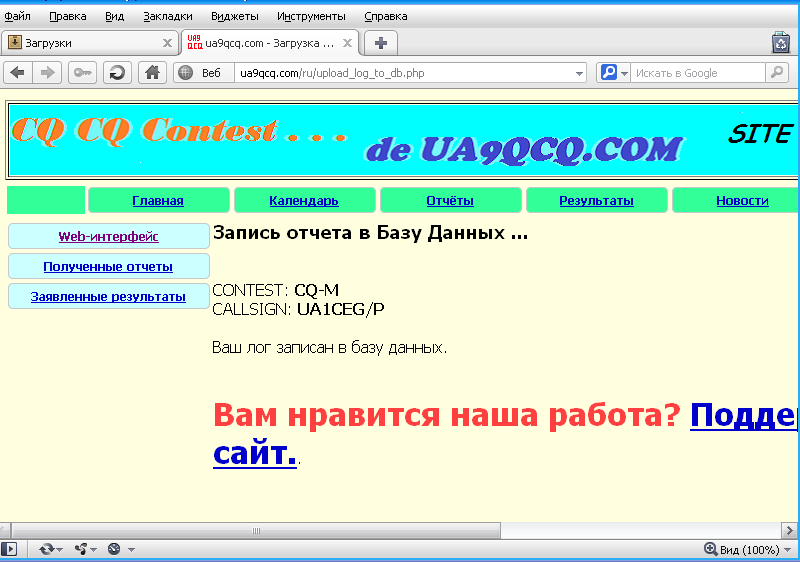 Файл Правка Вид Закладки Виджеты Инструменты Справка
Загрузки
ua9qcq.com - Загрузка ...
Веб
ua9qcq.com/ru/upload_log_to_db.php
Искать в Google
CQ CQ Contest . . .
de UA9QCQ.COM
SITE
Главная Календарь Отчёты Результаты Новости
Web-интерфейс
Полученные отчеты
Заявленные результаты
Запись отчета в Базу Данных ...
CONTEST: CQ-M
CALLSIGN: UA1CEG/P
Ваш лог записан в базу данных.
Вам нравится наша работа? Подде
сайт..
Вид (100%)